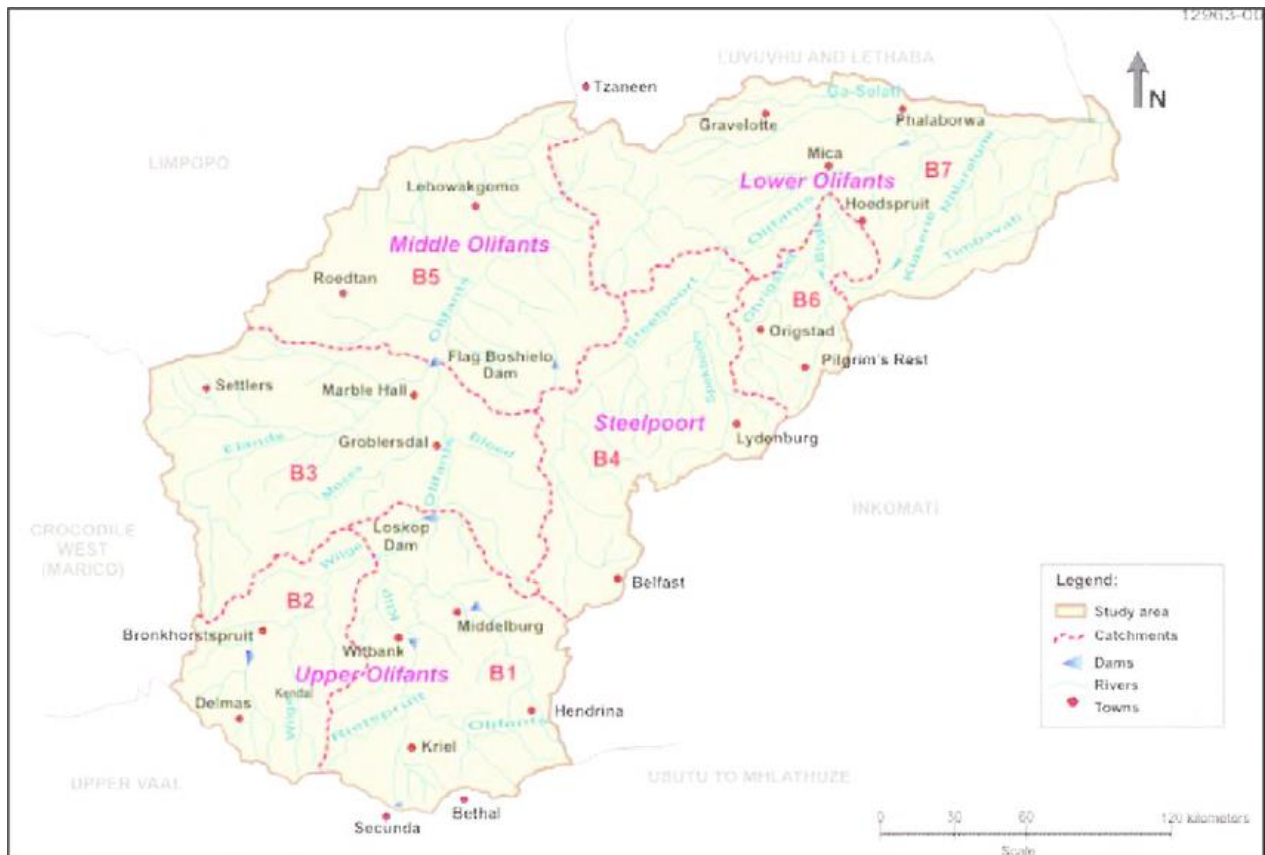 12963-00
LUVUVHU AND LETHABA
N
Tzaneen
Ga-Selati
Gravelotte
Phalaborwa
LIMPOPO
Mica
B7
Lower Olifants
Lebowakgomo
Hoedspruit
Olifants
Blyde
Klaserie
Timbavati
Middle Olifants
B5
Roedtan
Olifants
Steelpoort
Ohrigstad
B6
Origstad
Flag Boshielo
Dam
Pilgrim's Rest
Settlers
Marble Hall
Spekboom
Steelpoort
Lydenburg
Groblersdal
Elands
Bloed
B4
B3
Moses
Olifants
INKOMATI
CROCODILE
WEST
(MARICO)
Loskop
Dam
Wilge
Belfast
B2
Klip
Middelburg
Bronkhorstspruit
Witbank
Upper Olifants
B1
Kendal
Delmas
Wilge
Rietspruit
Olifants
Hendrina
Kriel
UPPER VAAL
USUTU TO MHLATHUZE
Bethal
Secunda
Legend:
Study area
Catchments
Dams
Rivers
Towns
0 30 60 120 kilometers
Scale